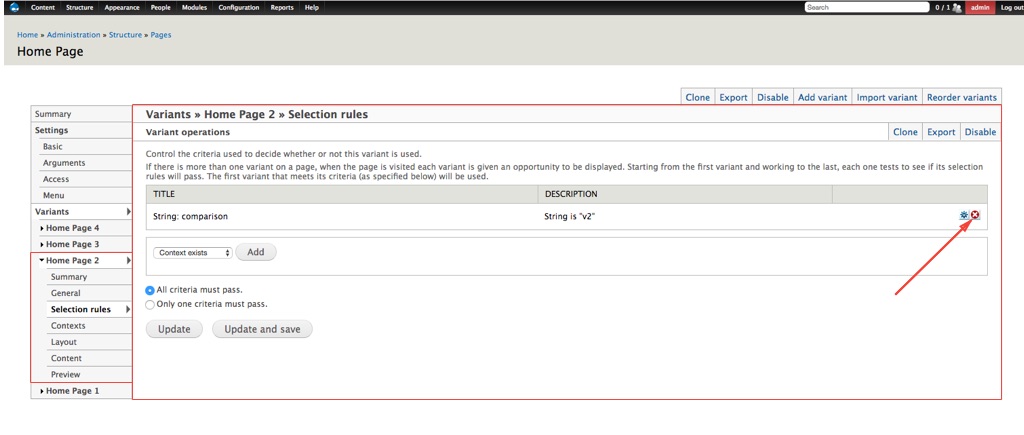 Content Structure Appearance People Modules Configuration Reports Help Search 0 / 1 admin Log out
Home » Administration » Structure » Pages
Home Page
Clone Export Disable Add variant Import variant Reorder variants
Summary
Settings
Basic
Arguments
Access
Menu
Variants
Home Page 4
Home Page 3
Home Page 2
Summary
General
Selection rules
Contexts
Layout
Content
Preview
Home Page 1
Variants » Home Page 2 » Selection rules
Variant operations Clone Export Disable
Control the criteria used to decide whether or not this variant is used.
If there is more than one variant on a page, when the page is visited each variant is given an opportunity to be displayed. Starting from the first variant and working to the last, each one tests to see if its selection
rules will pass. The first variant that meets its criteria (as specified below) will be used.
TITLE DESCRIPTION
String: comparison String is "v2"
Context exists Add
All criteria must pass.
Only one criteria must pass.
Update Update and save